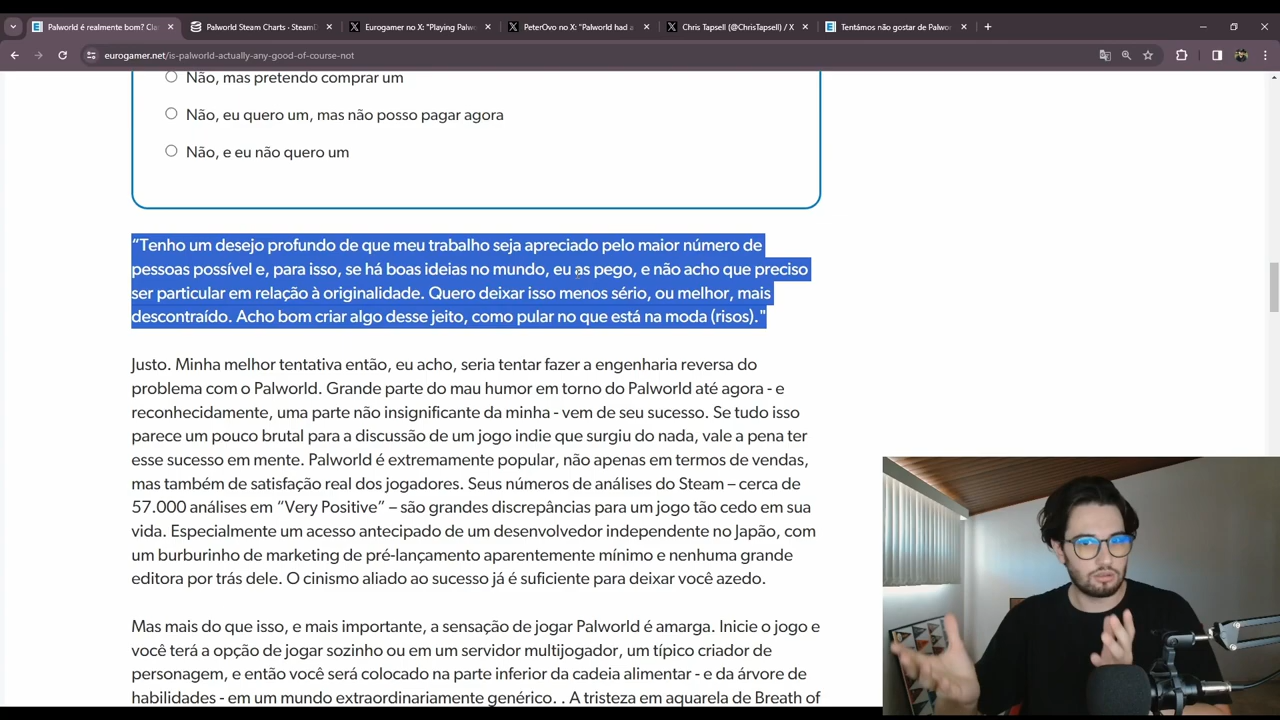 Palworld é realmente bom? Cla
Palworld Steam Charts · SteamD
Eurogamer no X: "Playing Palwo
PeterOvo no X: "Palworld had a
Chris Tapsell (@ChrisTapsell) / X
Tentámos não gostar de Palwor
eurogamer.net/is-palworld-actually-any-good-of-course-not
Não, mas pretendo comprar um
Não, eu quero um, mas não posso pagar agora
Não, e eu não quero um
“Tenho um desejo profundo de que meu trabalho seja apreciado pelo maior número de
pessoas possível e, para isso, se há boas ideias no mundo, eu as pego, e não acho que preciso
ser particular em relação à originalidade. Quero deixar isso menos sério, ou melhor, mais
descontraído. Acho bom criar algo desse jeito, como pular no que está na moda (risos)."
Justo. Minha melhor tentativa então, eu acho, seria tentar fazer a engenharia reversa do
problema com o Palworld. Grande parte do mau humor em torno do Palworld até agora - e
reconhecidamente, uma parte não insignificante da minha - vem de seu sucesso. Se tudo isso
parece um pouco brutal para a discussão de um jogo indie que surgiu do nada, vale a pena ter
esse sucesso em mente. Palworld é extremamente popular, não apenas em termos de vendas,
mas também de satisfação real dos jogadores. Seus números de análises do Steam – cerca de
57.000 análises em “Very Positive” – são grandes discrepâncias para um jogo tão cedo em sua
vida. Especialmente um acesso antecipado de um desenvolvedor independente no Japão, com
um burburinho de marketing de pré-lançamento aparentemente mínimo e nenhuma grande
editora por trás dele. O cinismo aliado ao sucesso já é suficiente para deixar você azedo.
Mas mais do que isso, e mais importante, a sensação de jogar Palworld é amarga. Inicie o jogo e
você terá a opção de jogar sozinho ou em um servidor multijogador, um típico criador de
personagem, e então você será colocado na parte inferior da cadeia alimentar - e da árvore de
habilidades - em um mundo extraordinariamente genérico. . A tristeza em aquarela de Breath of